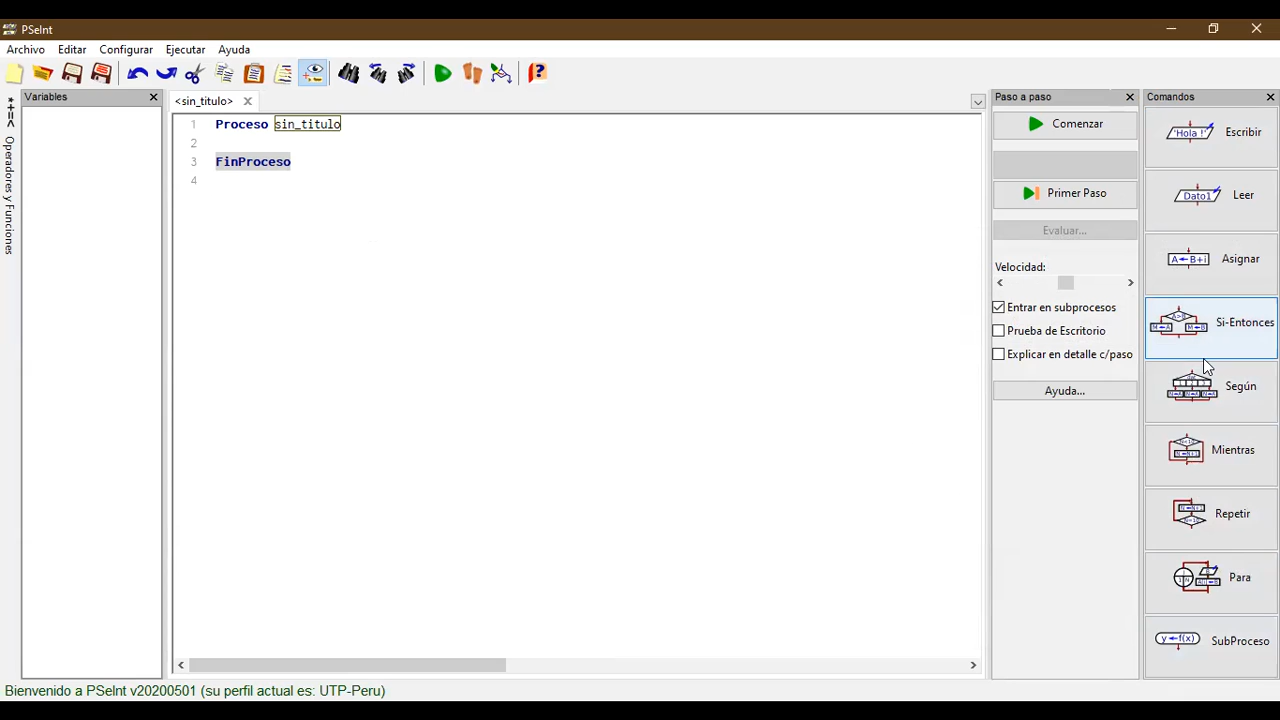 PSeInt
Archivo Editar Configurar Ejecutar Ayuda
*+=< Operadores y Funciones
Variables
<sin_titulo>
1 Proceso sin_titulo
2
3 FinProceso
4
Paso a paso
Comenzar
Primer Paso
Evaluar...
Velocidad:
Entrar en subprocesos
Prueba de Escritorio
Explicar en detalle c/paso
Ayuda...
Comandos
'Hola !' Escribir
Dato1 Leer
A←B+i Asignar
A>B Si-Entonces
Según
Mientras
Repetir
Para
y←f(x) SubProceso
Bienvenido a PSeInt v20200501 (su perfil actual es: UTP-Peru)